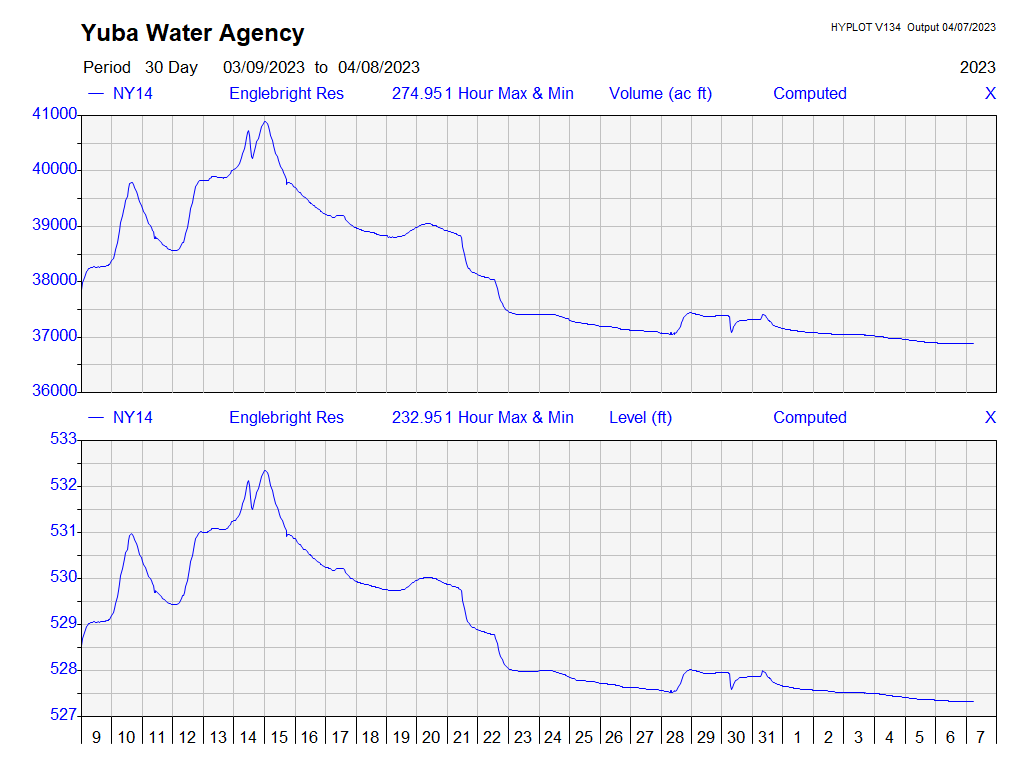 Yuba Water Agency
HYPLOT V134 Output 04/07/2023
Period 30 Day 03/09/2023 to 04/08/2023 2023
NY14 Englebright Res 274.951 Hour Max & Min Volume (ac ft) Computed X
41000
40000
39000
38000
37000
36000
NY14 Englebright Res 232.951 Hour Max & Min Level (ft) Computed X
533
532
531
530
529
528
527
9 10 11 12 13 14 15 16 17 18 19 20 21 22 23 24 25 26 27 28 29 30 31 1 2 3 4 5 6 7